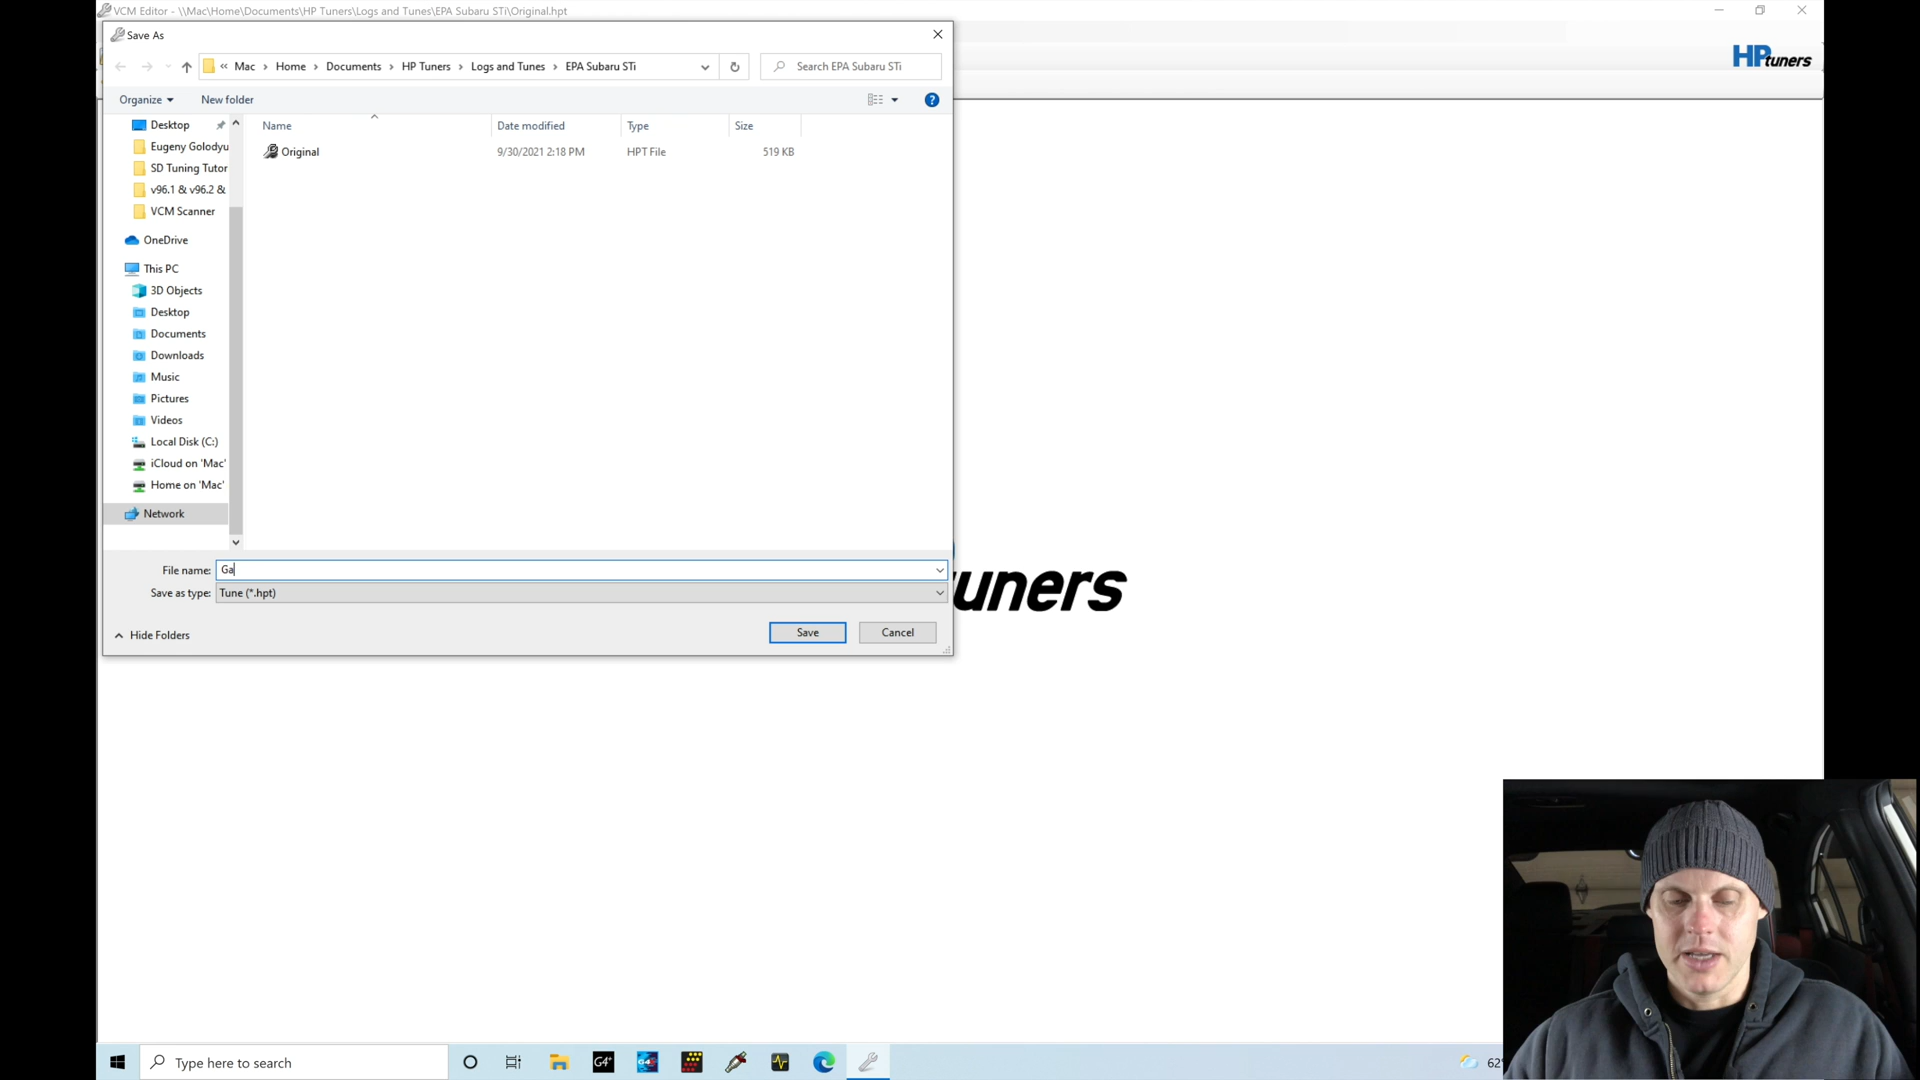 VCM Editor - \\Mac\Home\Documents\HP Tuners\Logs and Tunes\EPA Subaru STi\Original.hpt
Save As
« Mac > Home > Documents > HP Tuners > Logs and Tunes > EPA Subaru STi
Search EPA Subaru STi
HP tuners
Organize New folder
Name Date modified Type Size
Original 9/30/2021 2:18 PM HPT File 519 KB
Desktop
Eugeny Golodyu
SD Tuning Tutor
v96.1 & v96.2 &
VCM Scanner
OneDrive
This PC
3D Objects
Desktop
Documents
Downloads
Music
Pictures
Videos
Local Disk (C:)
iCloud on 'Mac'
Home on 'Mac'
Network
File name: Ga
Save as type: Tune (*.hpt)
Hide Folders
Save Cancel
tuners
Type here to search
G4+
62°